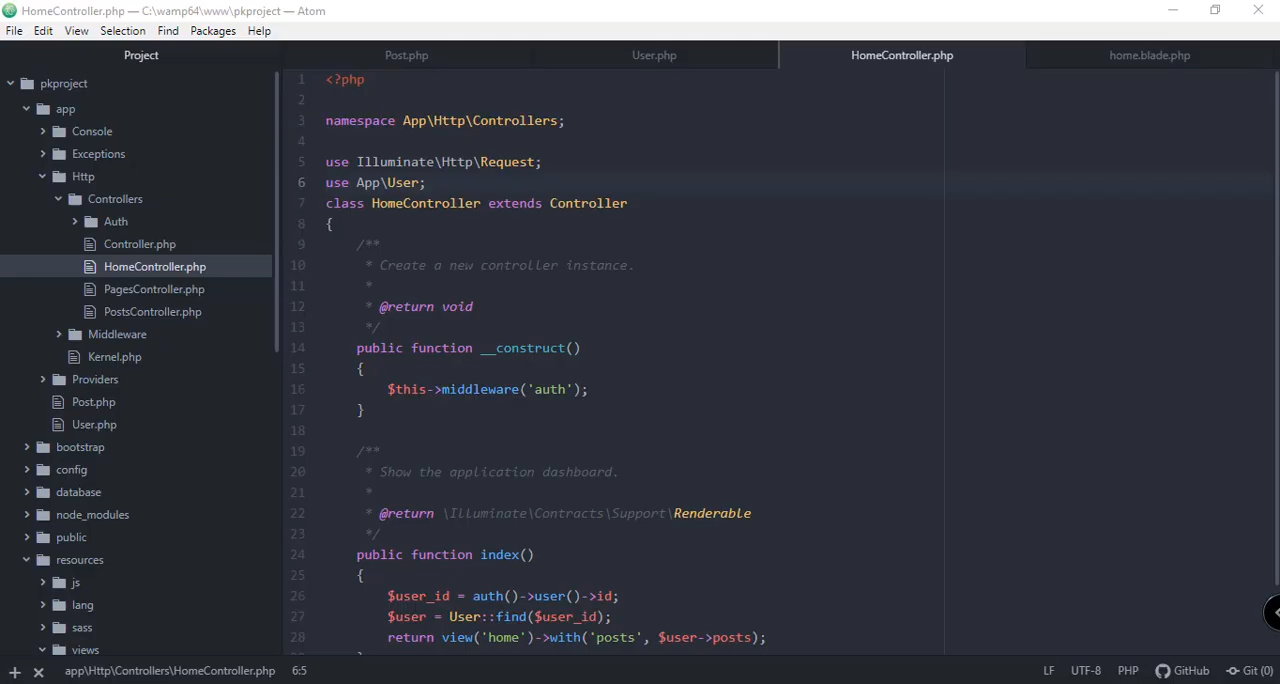 HomeController.php — C:\wamp64\www\pkproject — Atom
File Edit View Selection Find Packages Help
Project
Post.php User.php HomeController.php home.blade.php
pkproject
app
Console
Exceptions
Http
Controllers
Auth
Controller.php
HomeController.php
PagesController.php
PostsController.php
Middleware
Kernel.php
Providers
Post.php
User.php
bootstrap
config
database
node_modules
public
resources
js
lang
sass
views
1 <?php
2
3 namespace App\Http\Controllers;
4
5 use Illuminate\Http\Request;
6 use App\User;
7 class HomeController extends Controller
8 {
9 /**
10 * Create a new controller instance.
11 *
12 * @return void
13 */
14 public function __construct()
15 {
16 $this->middleware('auth');
17 }
18
19 /**
20 * Show the application dashboard.
21 *
22 * @return \Illuminate\Contracts\Support\Renderable
23 */
24 public function index()
25 {
26 $user_id = auth()->user()->id;
27 $user = User::find($user_id);
28 return view('home')->with('posts', $user->posts);
app\Http\Controllers\HomeController.php 6:5 LF UTF-8 PHP GitHub Git (0)